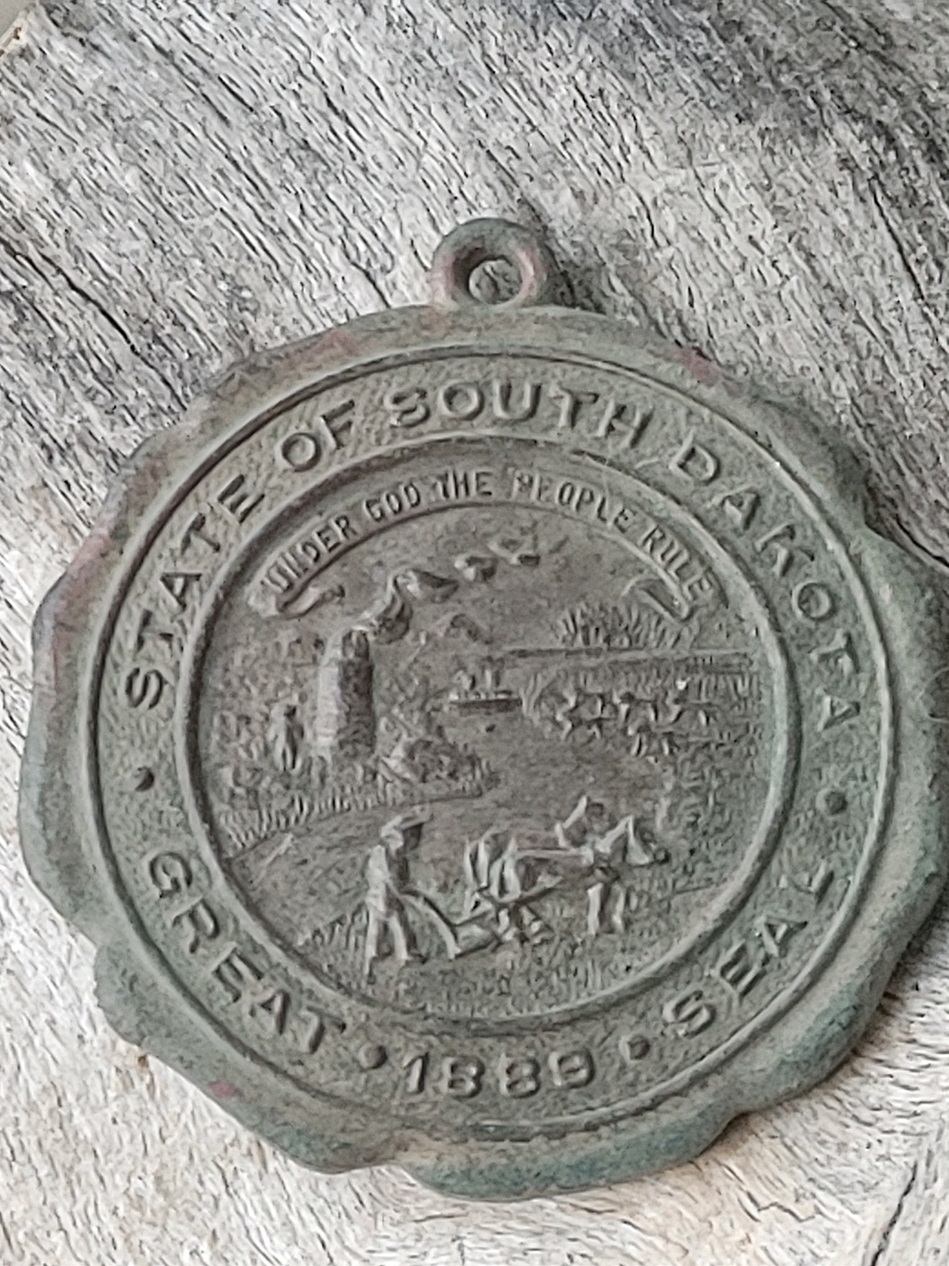 STATE OF SOUTH DAKOTA
UNDER GOD THE PEOPLE RULE
GREAT • 1889 • SEAL